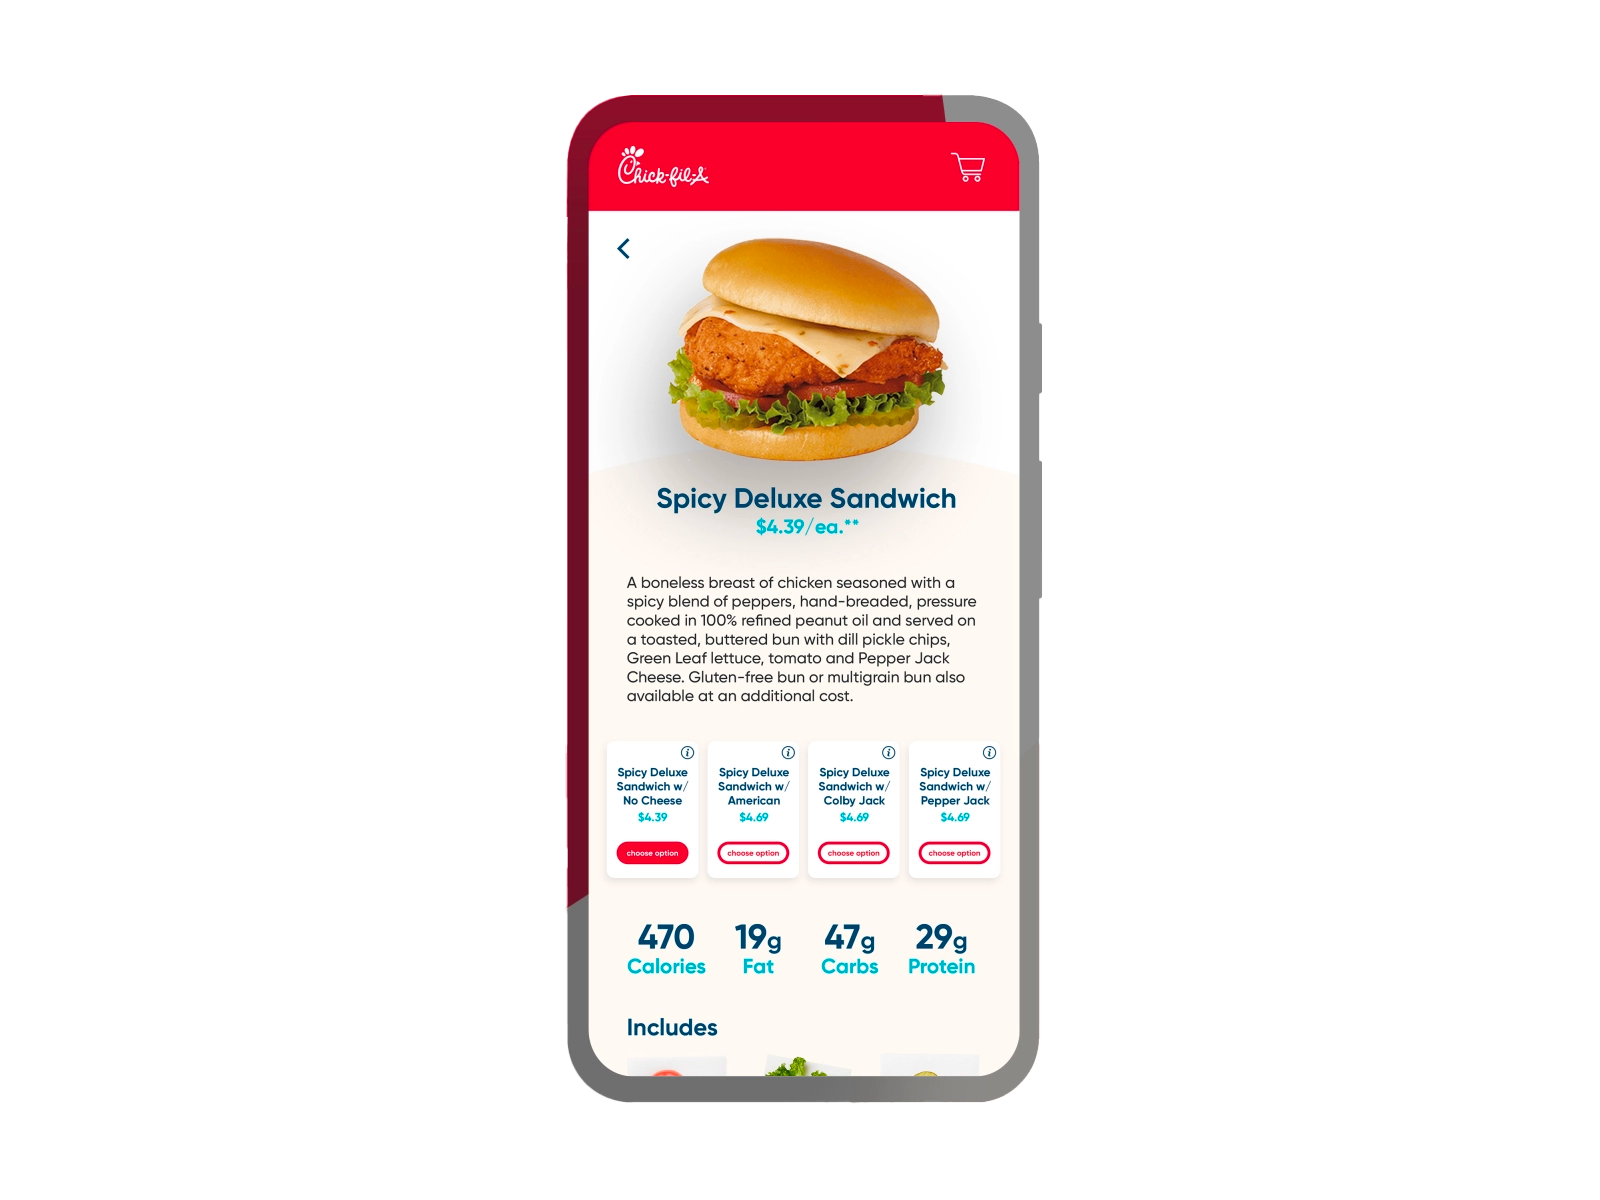 Chick-fil-A
Spicy Deluxe Sandwich
$4.39/ea.**
A boneless breast of chicken seasoned with a
spicy blend of peppers, hand-breaded, pressure
cooked in 100% refined peanut oil and served on
a toasted, buttered bun with dill pickle chips,
Green Leaf lettuce, tomato and Pepper Jack
Cheese. Gluten-free bun or multigrain bun also
available at an additional cost.
i
Spicy Deluxe
Sandwich w/
No Cheese
$4.39
choose option
i
Spicy Deluxe
Sandwich w/
American
$4.69
choose option
i
Spicy Deluxe
Sandwich w/
Colby Jack
$4.69
choose option
i
Spicy Deluxe
Sandwich w/
Pepper Jack
$4.69
choose option
470
Calories
19g
Fat
47g
Carbs
29g
Protein
Includes